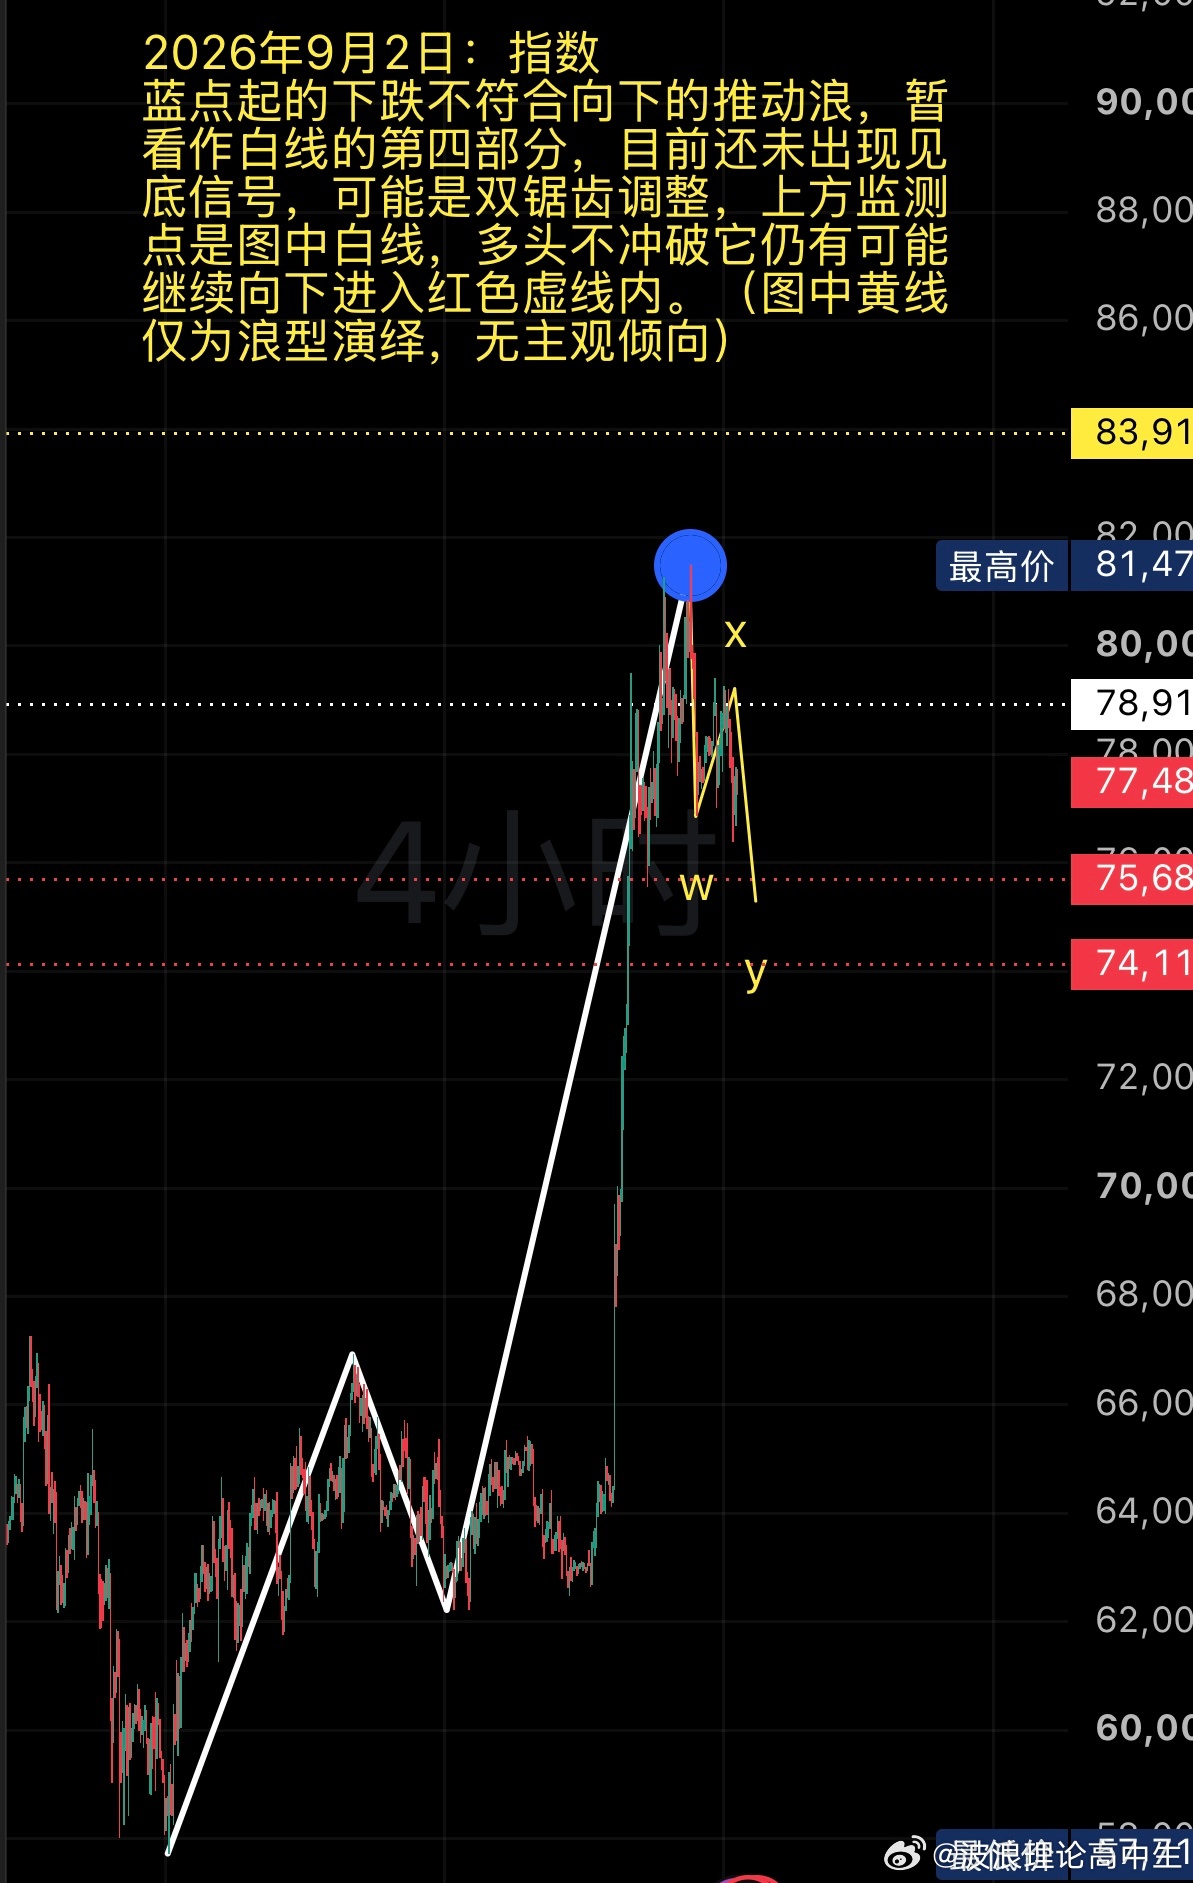 2026年9月2日：指数
蓝点起的下跌不符合向下的推动浪，暂
看作白线的第四部分，目前还未出现见
底信号，可能是双锯齿调整，上方监测
点是图中白线，多头不冲破它仍有可能
继续向下进入红色虚线内。（图中黄线
仅为浪型演绎，无主观倾向）
90,00
88,00
86,00
83,91
82,00
最高价 81,47
x
80,00
78,91
78,00
77,48
4小时
75,68
w
74,11
y
72,00
70,00
68,00
66,00
64,00
62,00
60,00
57,71